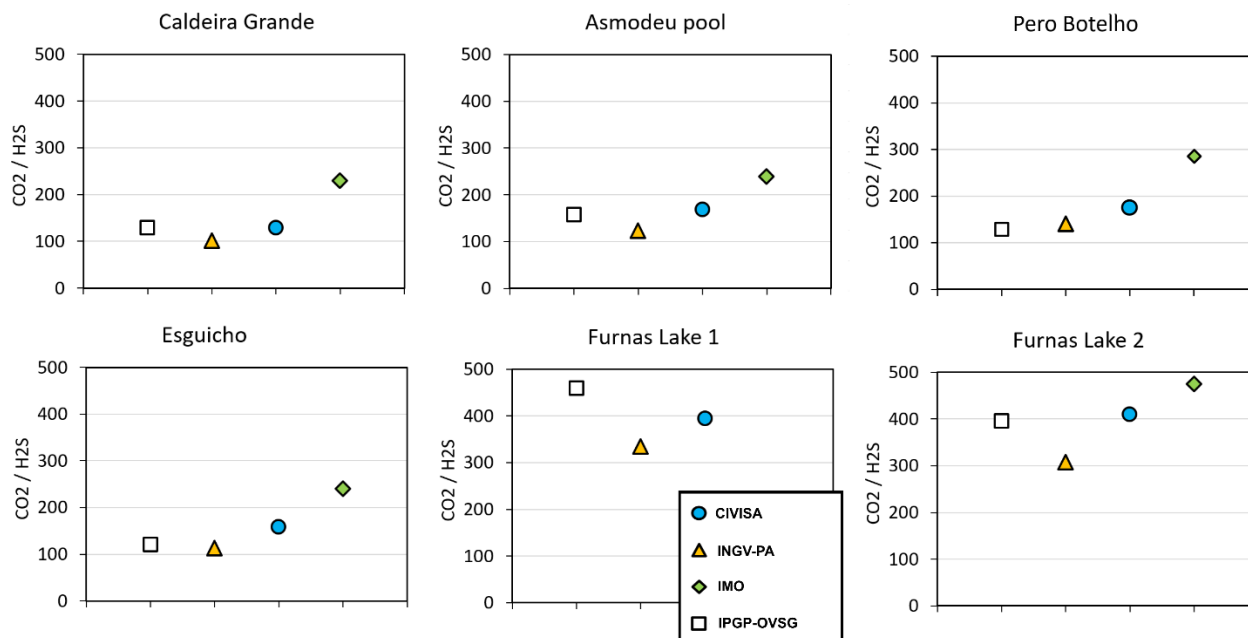 Caldeira Grande
CO2 / H2S
500
400
300
200
100
0
Asmodeu pool
CO2 / H2S
500
400
300
200
100
0
Pero Botelho
CO2 / H2S
500
400
300
200
100
0
Esguicho
CO2 / H2S
500
400
300
200
100
0
Furnas Lake 1
CO2 / H2S
500
400
300
200
100
0
CIVISA
INGV-PA
IMO
IPGP-OVSG
Furnas Lake 2
CO2 / H2S
500
400
300
200
100
0